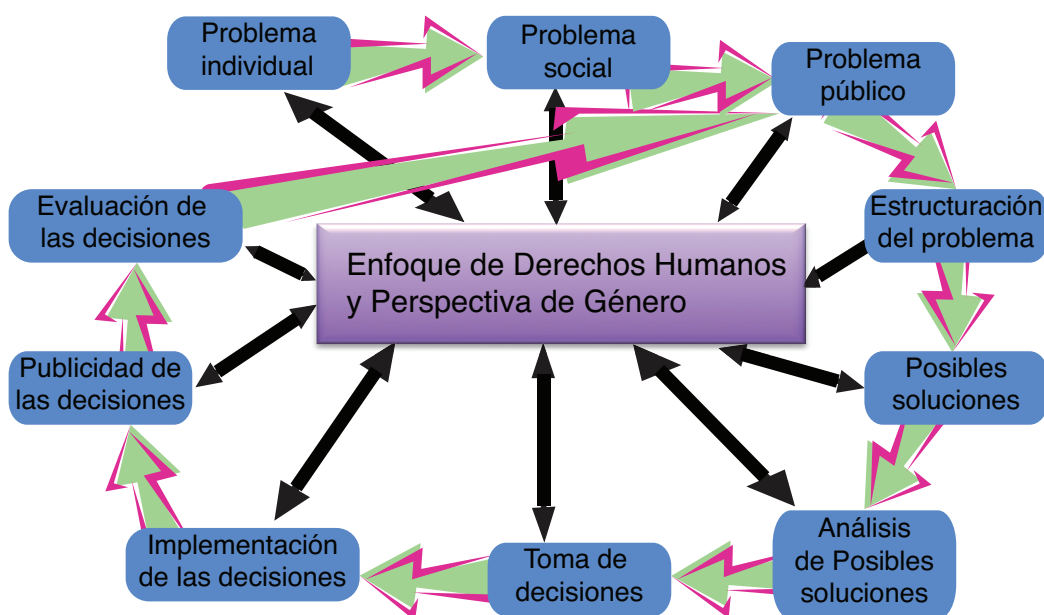 Problema
individual
Problema
social
Problema
público
Estructuración
del problema
Posibles
soluciones
Análisis
de Posibles
soluciones
Toma de
decisiones
Implementación
de las decisiones
Publicidad de
las decisiones
Evaluación de
las decisiones
Enfoque de Derechos Humanos
y Perspectiva de Género